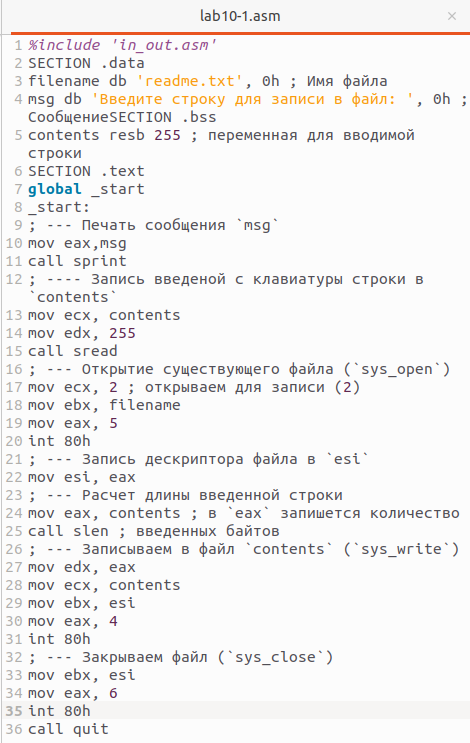 lab10-1.asm ×
1 %include 'in_out.asm'
2 SECTION .data
3 filename db 'readme.txt', 0h ; Имя файла
4 msg db 'Введите строку для записи в файл: ', 0h ;
СообщениеSECTION .bss
5 contents resb 255 ; переменная для вводимой
строки
6 SECTION .text
7 global _start
8 _start:
9 ; --- Печать сообщения `msg`
10 mov eax,msg
11 call sprint
12 ; ---- Запись введеной с клавиатуры строки в
`contents`
13 mov ecx, contents
14 mov edx, 255
15 call sread
16 ; --- Открытие существующего файла (`sys_open`)
17 mov ecx, 2 ; открываем для записи (2)
18 mov ebx, filename
19 mov eax, 5
20 int 80h
21 ; --- Запись дескриптора файла в `esi`
22 mov esi, eax
23 ; --- Расчет длины введенной строки
24 mov eax, contents ; в `eax` запишется количество
25 call slen ; введенных байтов
26 ; --- Записываем в файл `contents` (`sys_write`)
27 mov edx, eax
28 mov ecx, contents
29 mov ebx, esi
30 mov eax, 4
31 int 80h
32 ; --- Закрываем файл (`sys_close`)
33 mov ebx, esi
34 mov eax, 6
35 int 80h
36 call quit